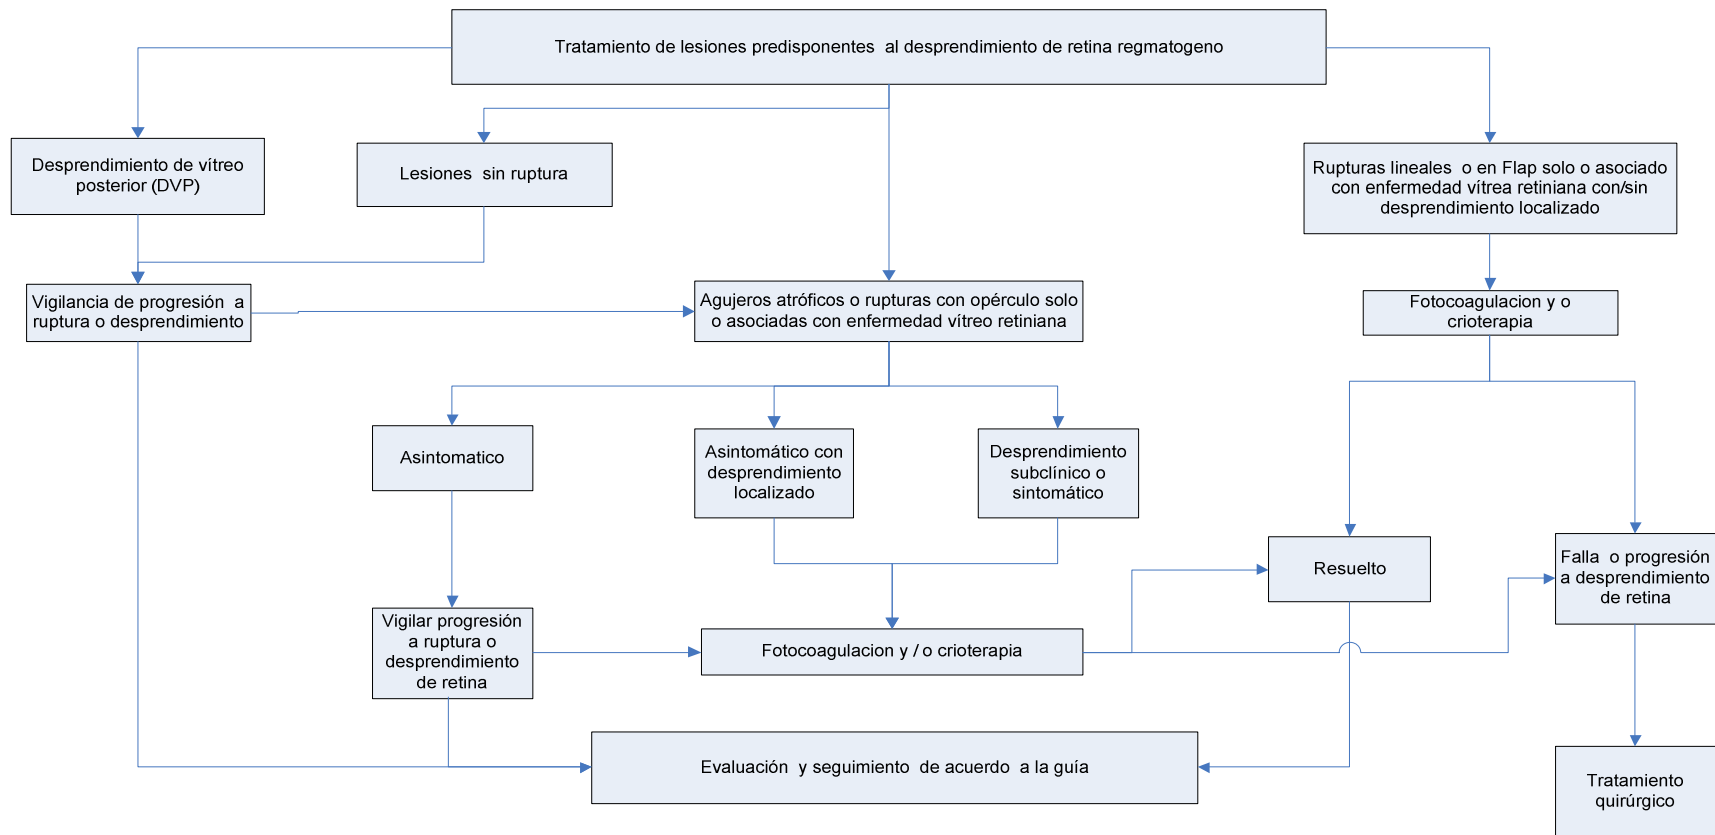 Tratamiento de lesiones predisponentes al desprendimiento de retina regmatogeno
Desprendimiento de vítreo
posterior (DVP)
Lesiones sin ruptura
Rupturas lineales o en Flap solo o asociado
con enfermedad vítrea retiniana con/sin
desprendimiento localizado
Vigilancia de progresión a
ruptura o desprendimiento
Agujeros atróficos o rupturas con opérculo solo
o asociadas con enfermedad vítreo retiniana
Fotocoagulacion y o
crioterapia
Asintomatico
Asintomático con
desprendimiento
localizado
Desprendimiento
subclínico o
sintomático
Resuelto
Falla o progresión
a desprendimiento
de retina
Vigilar progresión
a ruptura o
desprendimiento
de retina
Fotocoagulacion y / o crioterapia
Evaluación y seguimiento de acuerdo a la guía
Tratamiento
quirúrgico